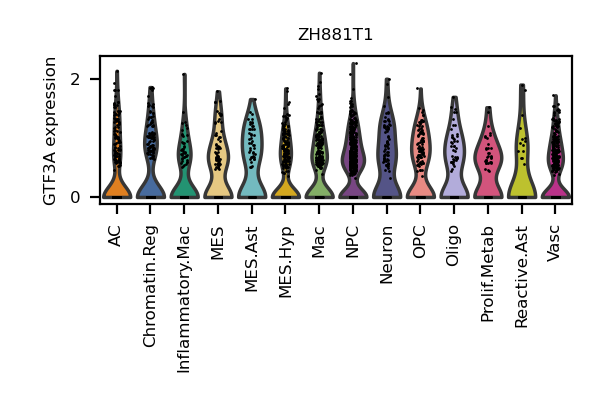 ZH881T1
GTF3A expression
2
0
AC
Chromatin.Reg
Inflammatory.Mac
MES
MES.Ast
MES.Hyp
Mac
NPC
Neuron
OPC
Oligo
Prolif.Metab
Reactive.Ast
Vasc